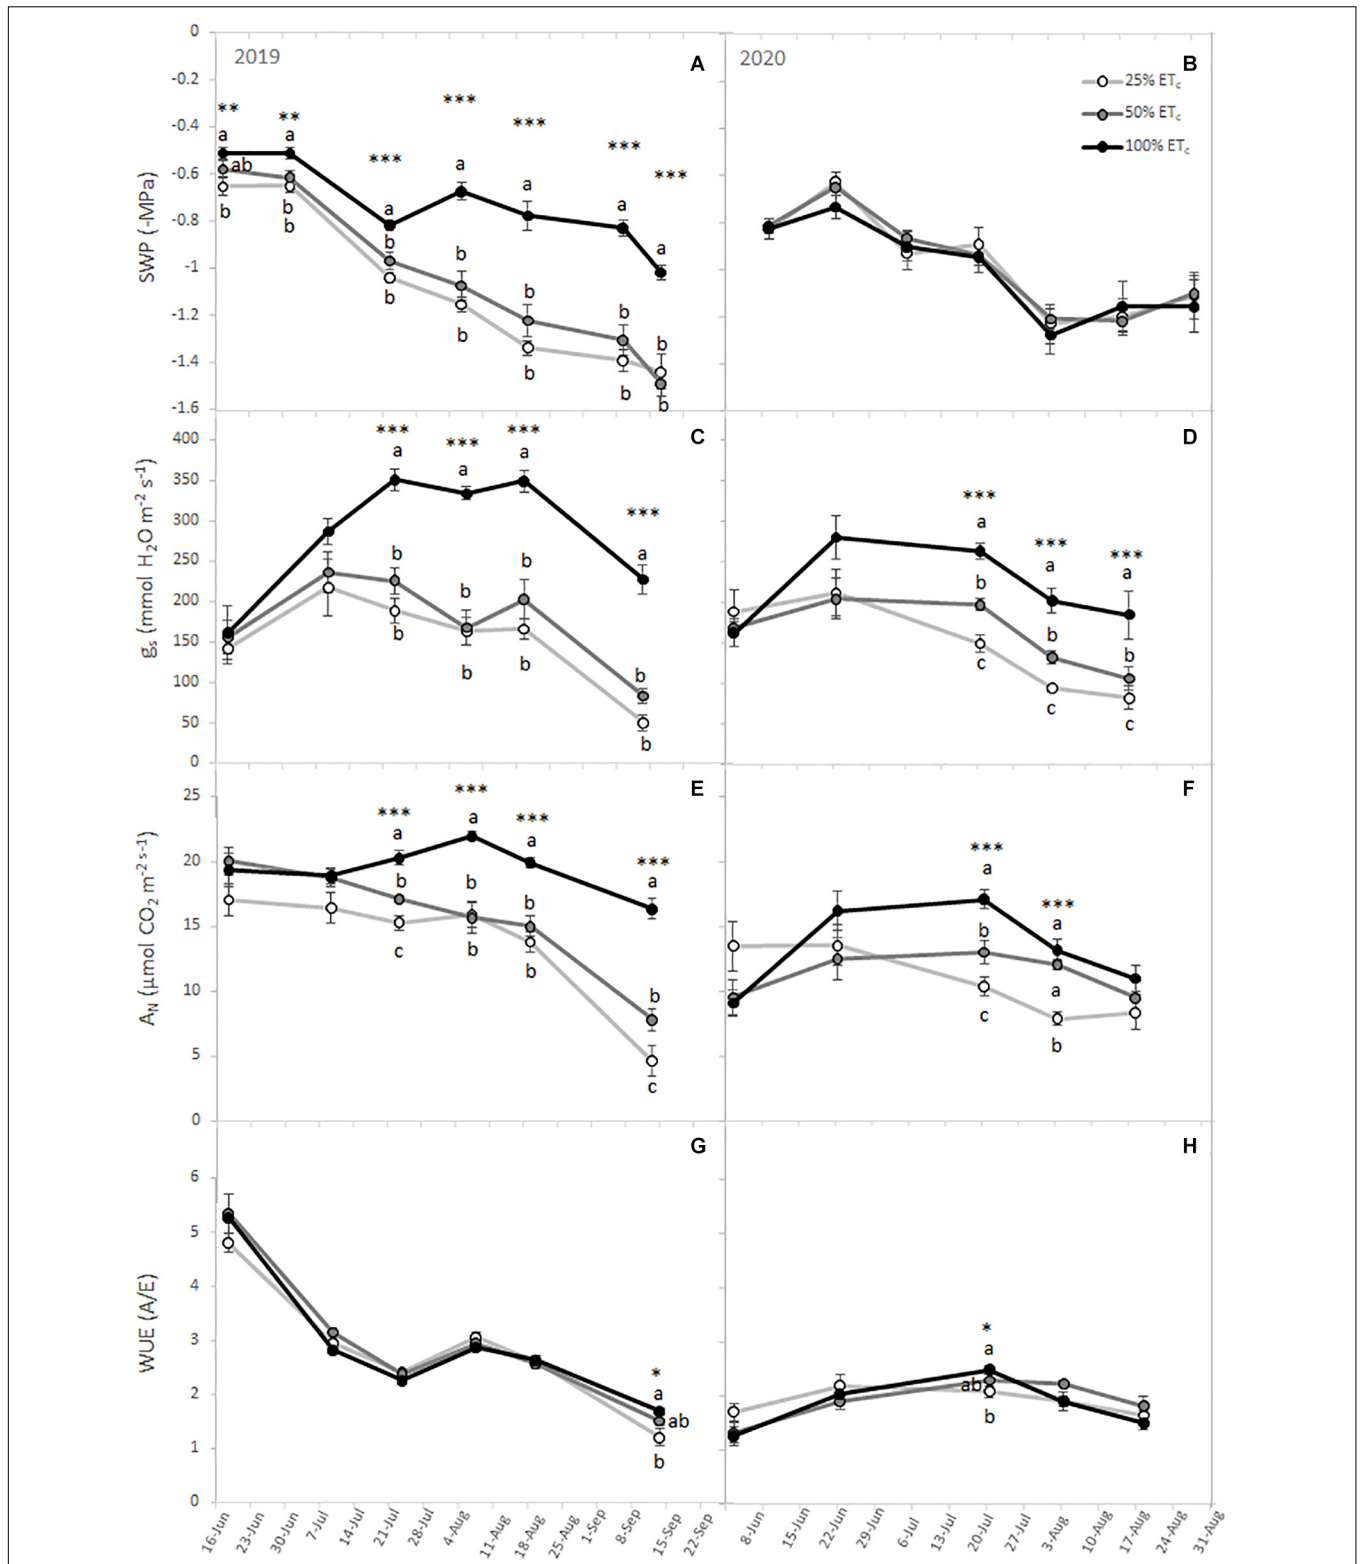 2019
A
SWP (-MPa)
0
-0.2
-0.4
-0.6
-0.8
-1
-1.2
-1.4
-1.6
**
**
***
***
***
***
***
a
a
a
a
a
a
a
ab
b
b
b
b
b
b
b
b
b
b
b
b
b
b
2020
B
25% ETc
50% ETc
100% ETc
C
gs (mmol H2O m-2 s-1)
400
350
300
250
200
150
100
50
0
***
***
***
***
a
a
a
a
b
b
b
b
b
b
b
b
D
***
***
***
a
a
a
b
b
b
c
c
c
E
AN (μmol CO2 m-2 s-1)
25
20
15
10
5
0
***
***
***
***
a
a
a
a
b
b
b
b
c
b
b
c
F
***
***
a
a
b
a
c
b
G
WUE (A/E)
6
5
4
3
2
1
0
*
a
ab
b
H
*
a
ab
b
16-Jun
23-Jun
30-Jun
7-Jul
14-Jul
21-Jul
28-Jul
4-Aug
11-Aug
18-Aug
25-Aug
1-Sep
8-Sep
15-Sep
22-Sep
8-Jun
15-Jun
22-Jun
29-Jun
6-Jul
13-Jul
20-Jul
27-Jul
3-Aug
10-Aug
17-Aug
24-Aug
31-Aug